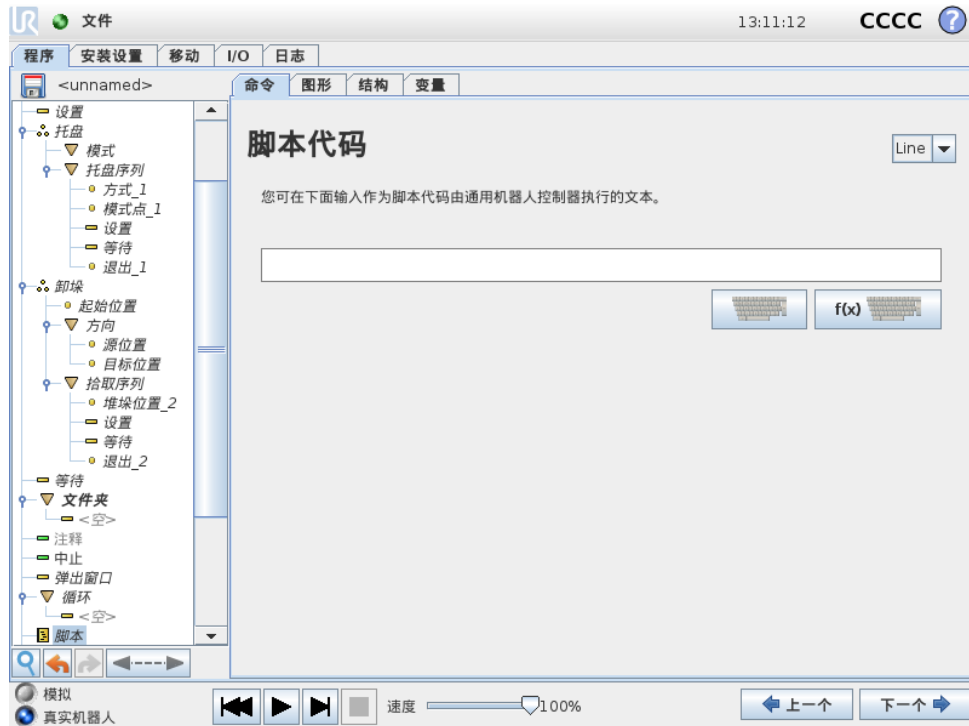 UR 文件 13:11:12 CCCC ?
程序 安装设置 移动 I/O 日志
<unnamed>
命令 图形 结构 变量
设置
托盘
模式
托盘序列
方式_1
模式点_1
设置
等待
退出_1
卸垛
起始位置
方向
源位置
目标位置
拾取序列
堆垛位置_2
设置
等待
退出_2
等待
文件夹
<空>
注释
中止
弹出窗口
循环
<空>
脚本
脚本代码
Line
您可在下面输入作为脚本代码由通用机器人控制器执行的文本。
f(x)
模拟
真实机器人
速度 100%
上一个 下一个